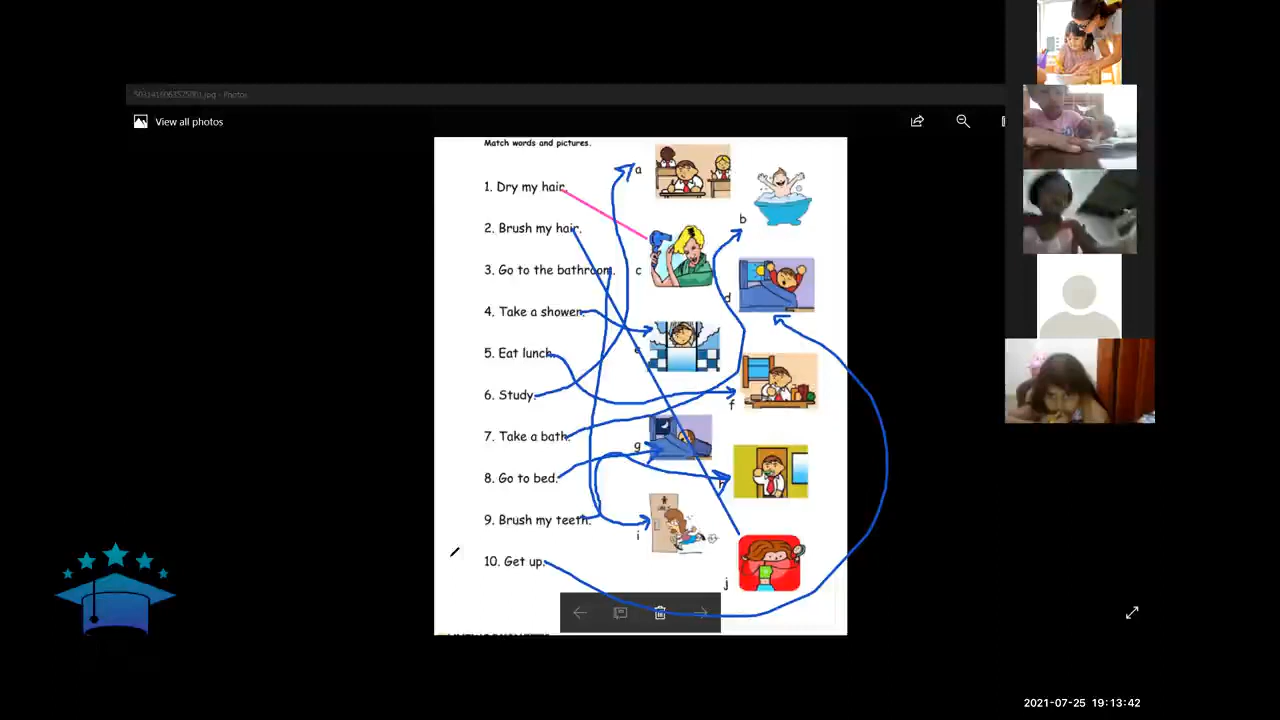 View all photos
Match words and pictures.
1. Dry my hair.
2. Brush my hair.
3. Go to the bathroom.
4. Take a shower.
5. Eat lunch.
6. Study.
7. Take a bath.
8. Go to bed.
9. Brush my teeth.
10. Get up.
a
b
c
d
e
f
g
h
i
j
2021-07-25 19:13:42